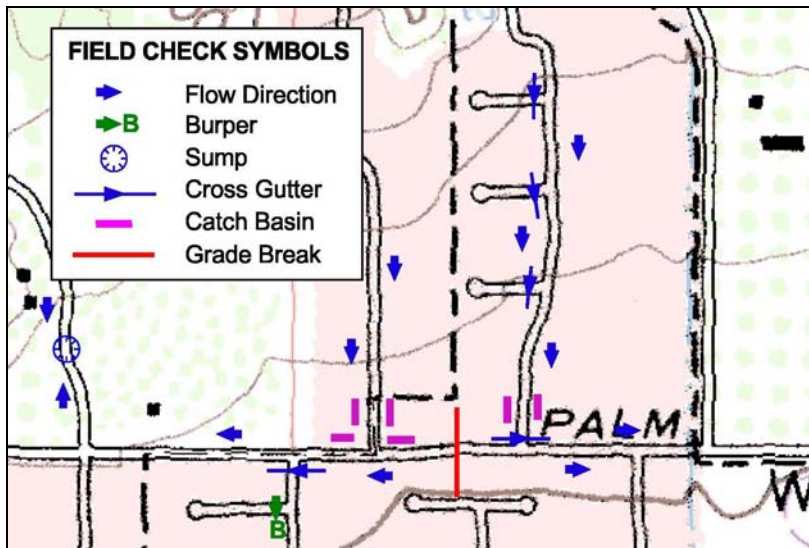 FIELD CHECK SYMBOLS
Flow Direction
B Burper
Sump
Cross Gutter
Catch Basin
Grade Break
PALM
W
B